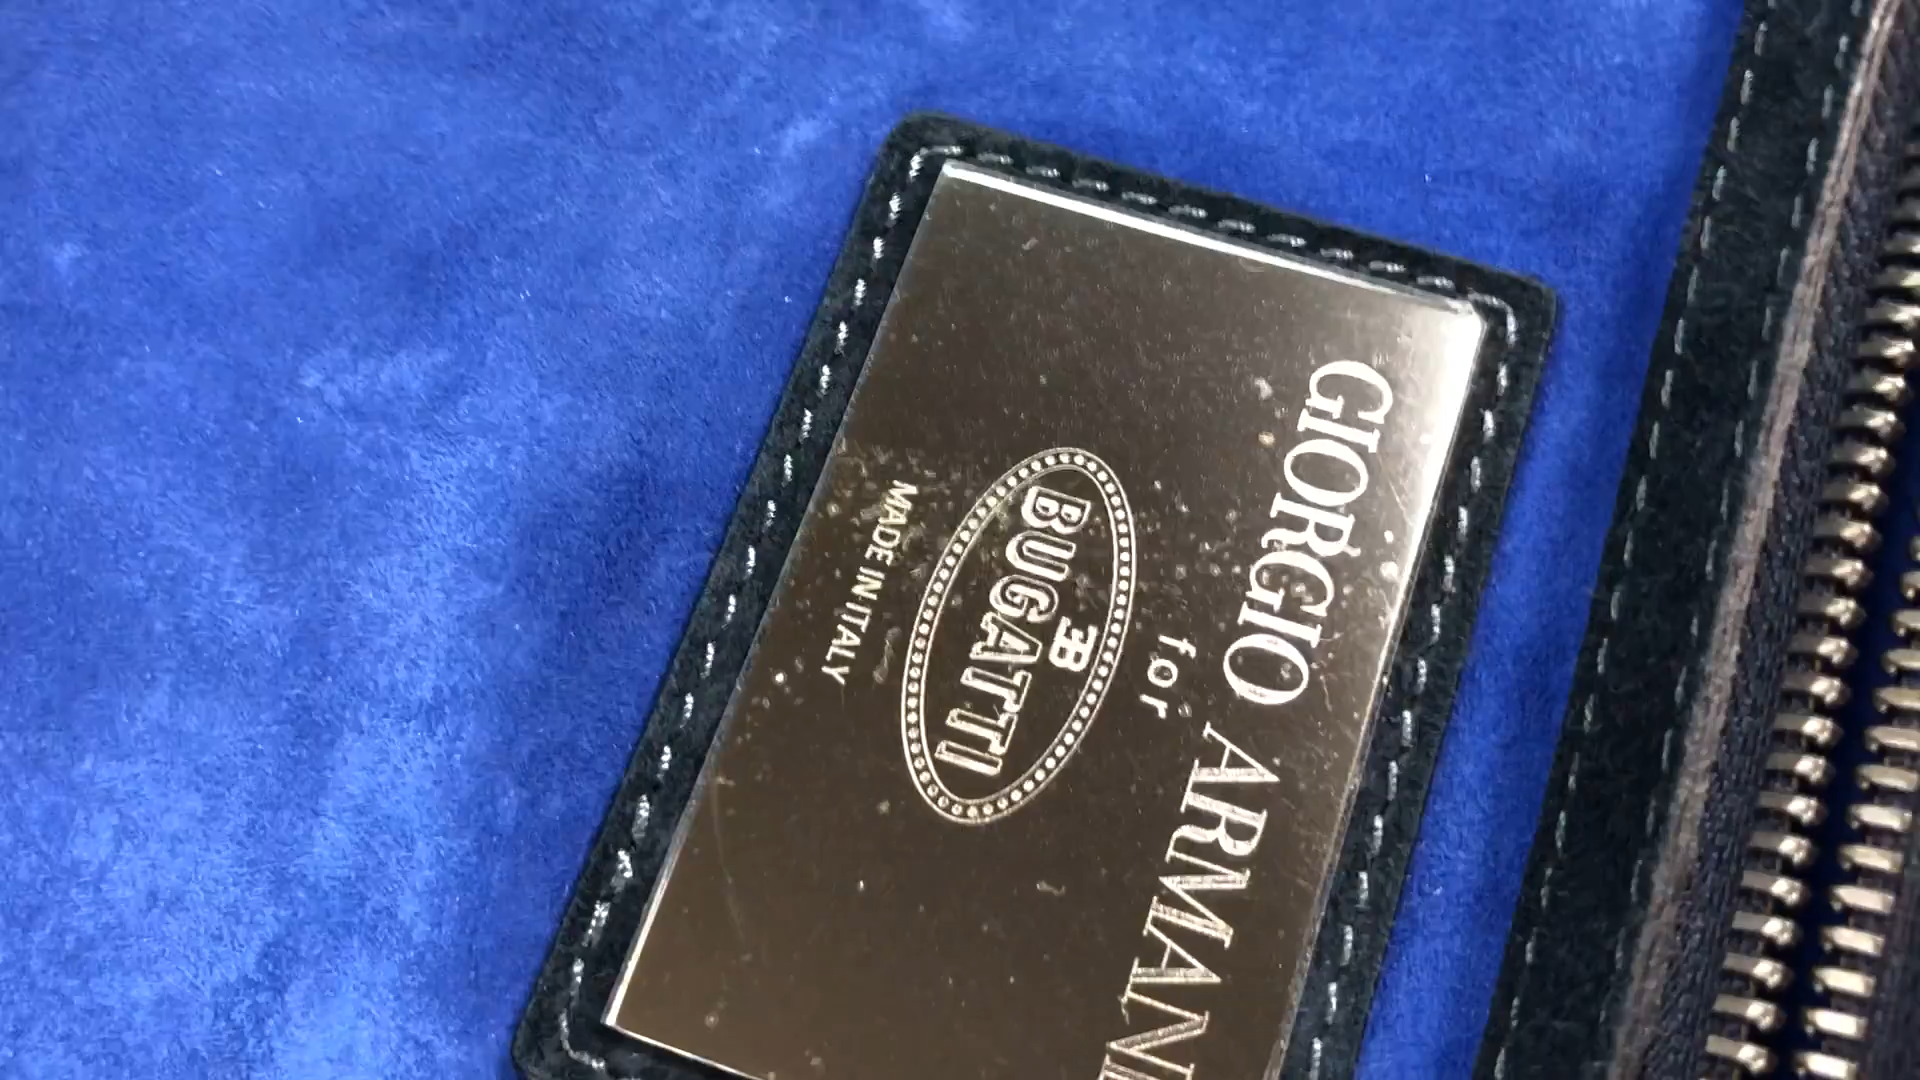 GIORGIO ARMANI
for
EB
BUGATTI
MADE IN ITALY